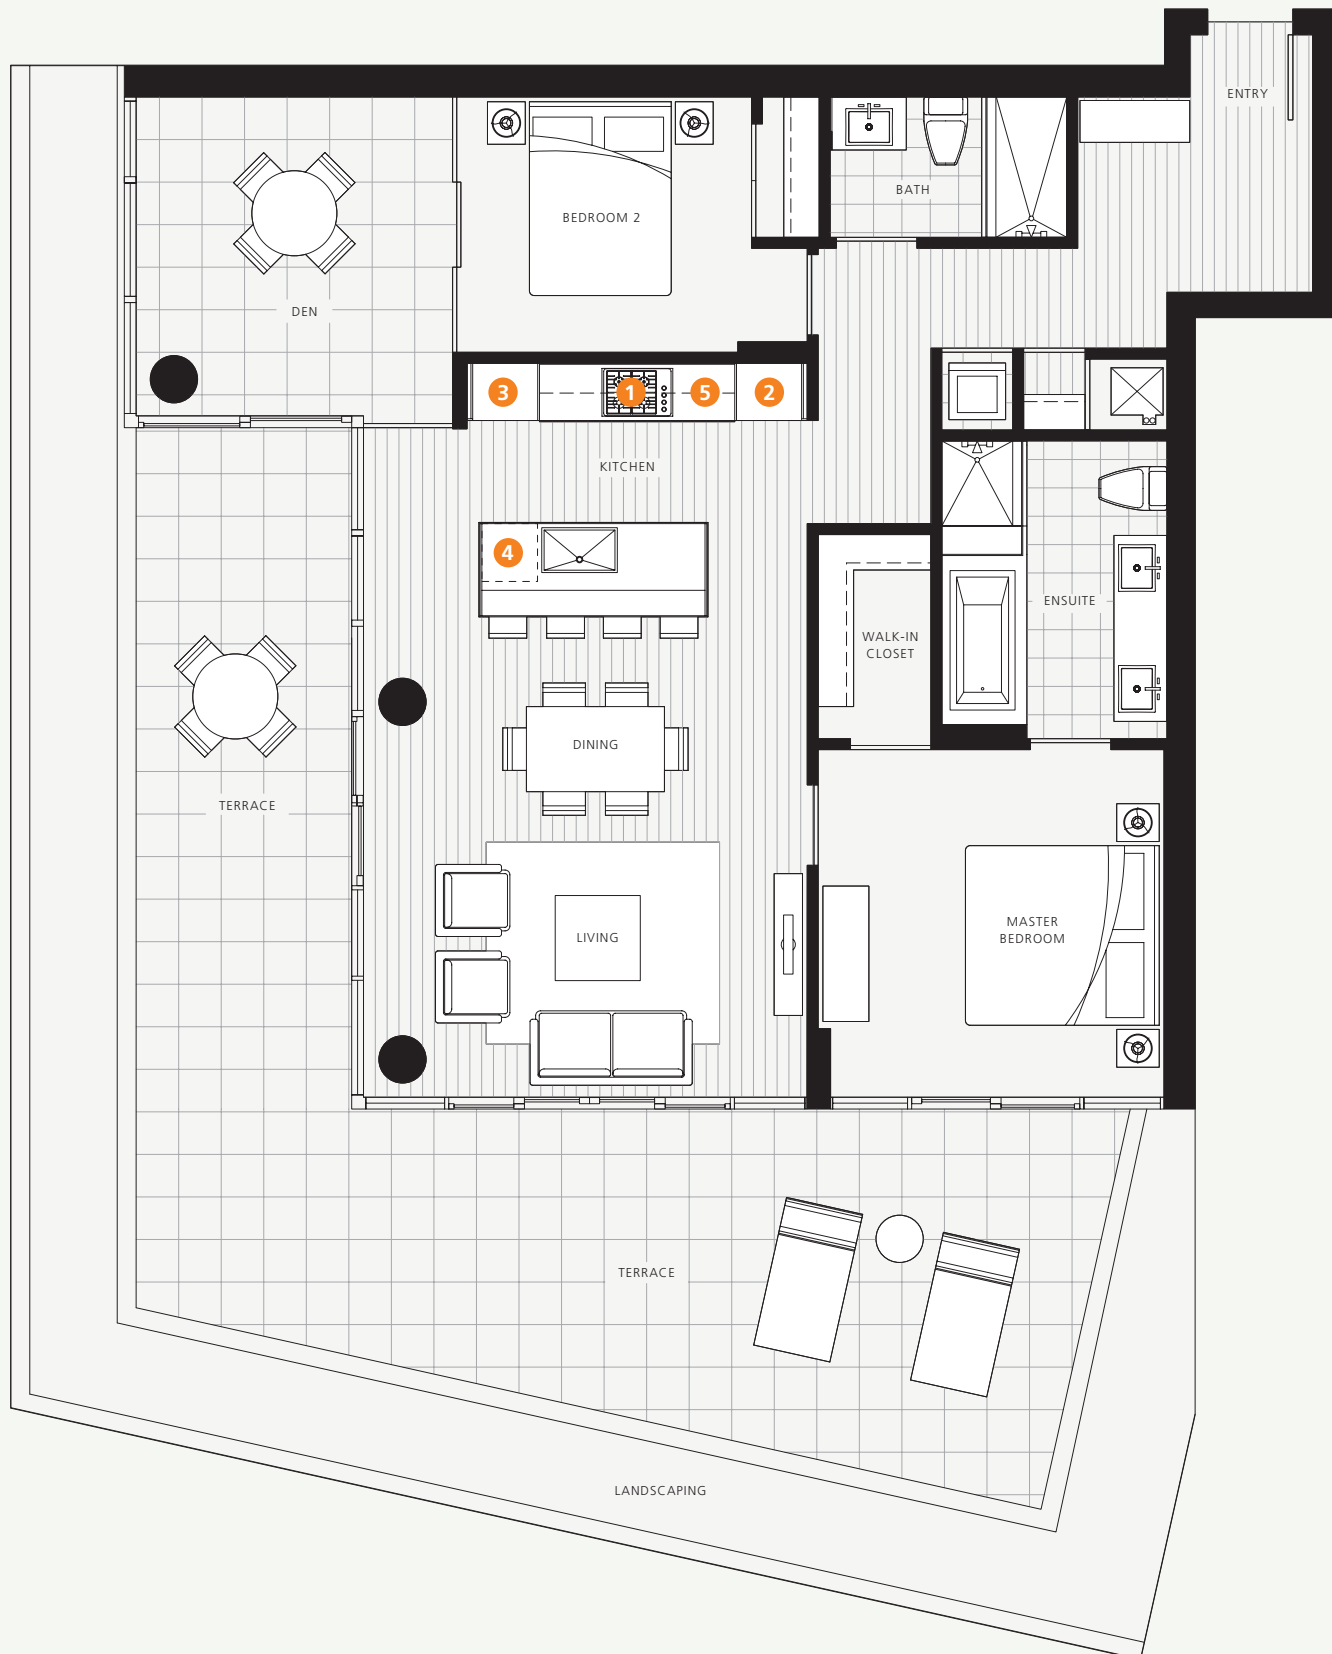 ENTRY
BATH
BEDROOM 2
DEN
3
1
5
2
KITCHEN
4
ENSUITE
WALK-IN
CLOSET
DINING
TERRACE
MASTER
BEDROOM
LIVING
TERRACE
LANDSCAPING